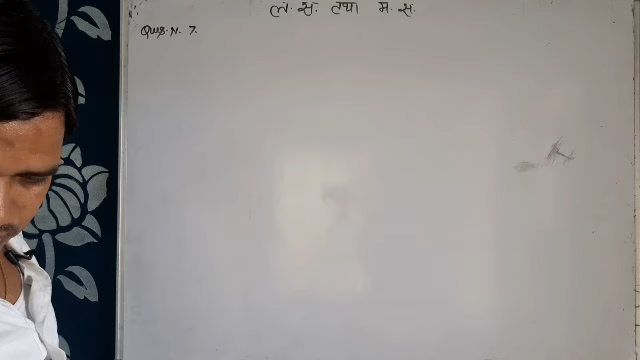 ल. स. तथा म. स.
Ques. N. 7.